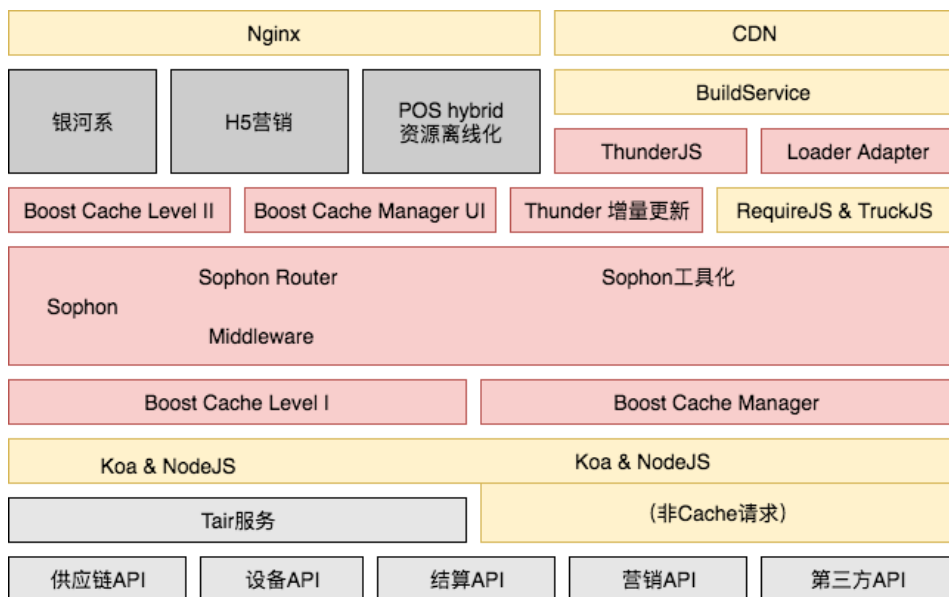 Nginx
CDN
银河系
H5营销
POS hybrid
资源离线化
BuildService
ThunderJS
Loader Adapter
Boost Cache Level II
Boost Cache Manager UI
Thunder 增量更新
RequireJS & TruckJS
Sophon
Sophon Router
Middleware
Sophon工具化
Boost Cache Level I
Boost Cache Manager
Koa & NodeJS
Koa & NodeJS
Tair服务
（非Cache请求）
供应链API
设备API
结算API
营销API
第三方API